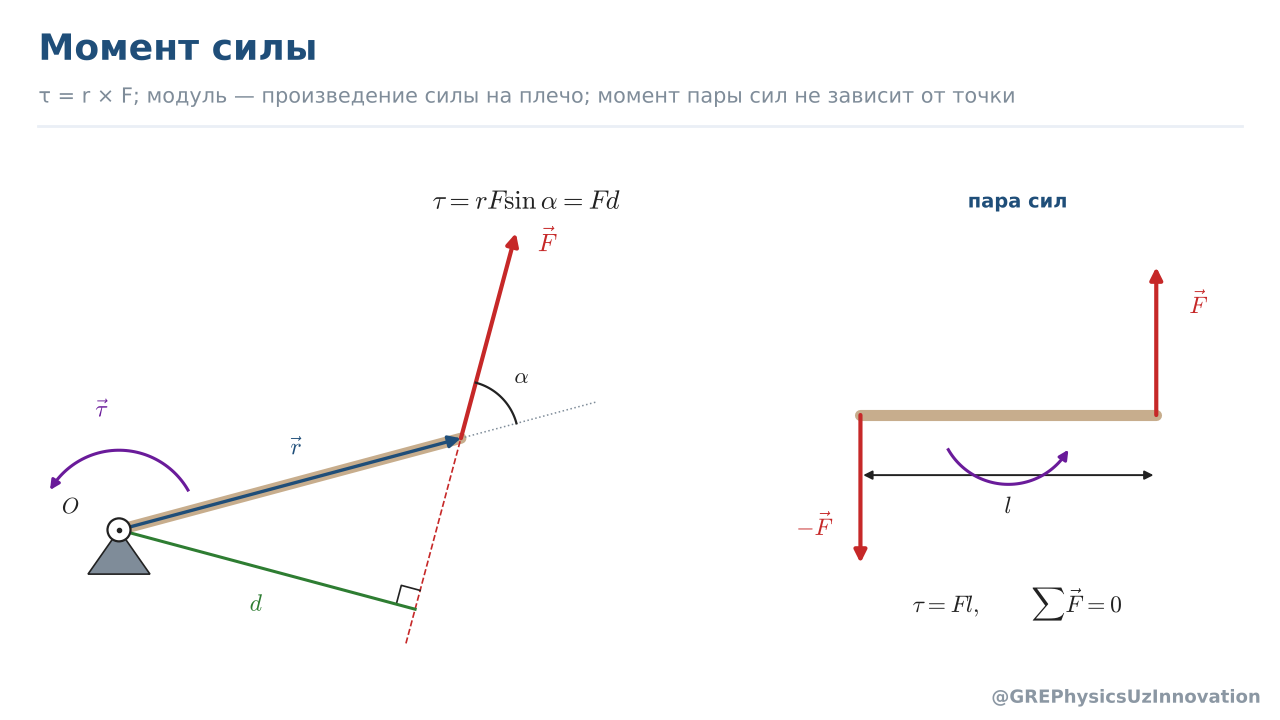 Момент силы
τ = r × F; модуль — произведение силы на плечо; момент пары сил не зависит от точки
τ = rF sin α = Fd
пара сил
F⃗
F⃗
α
τ⃗
r⃗
O
l
−F⃗
d
τ = Fl, ∑F⃗ = 0
@GREPhysicsUzInnovation